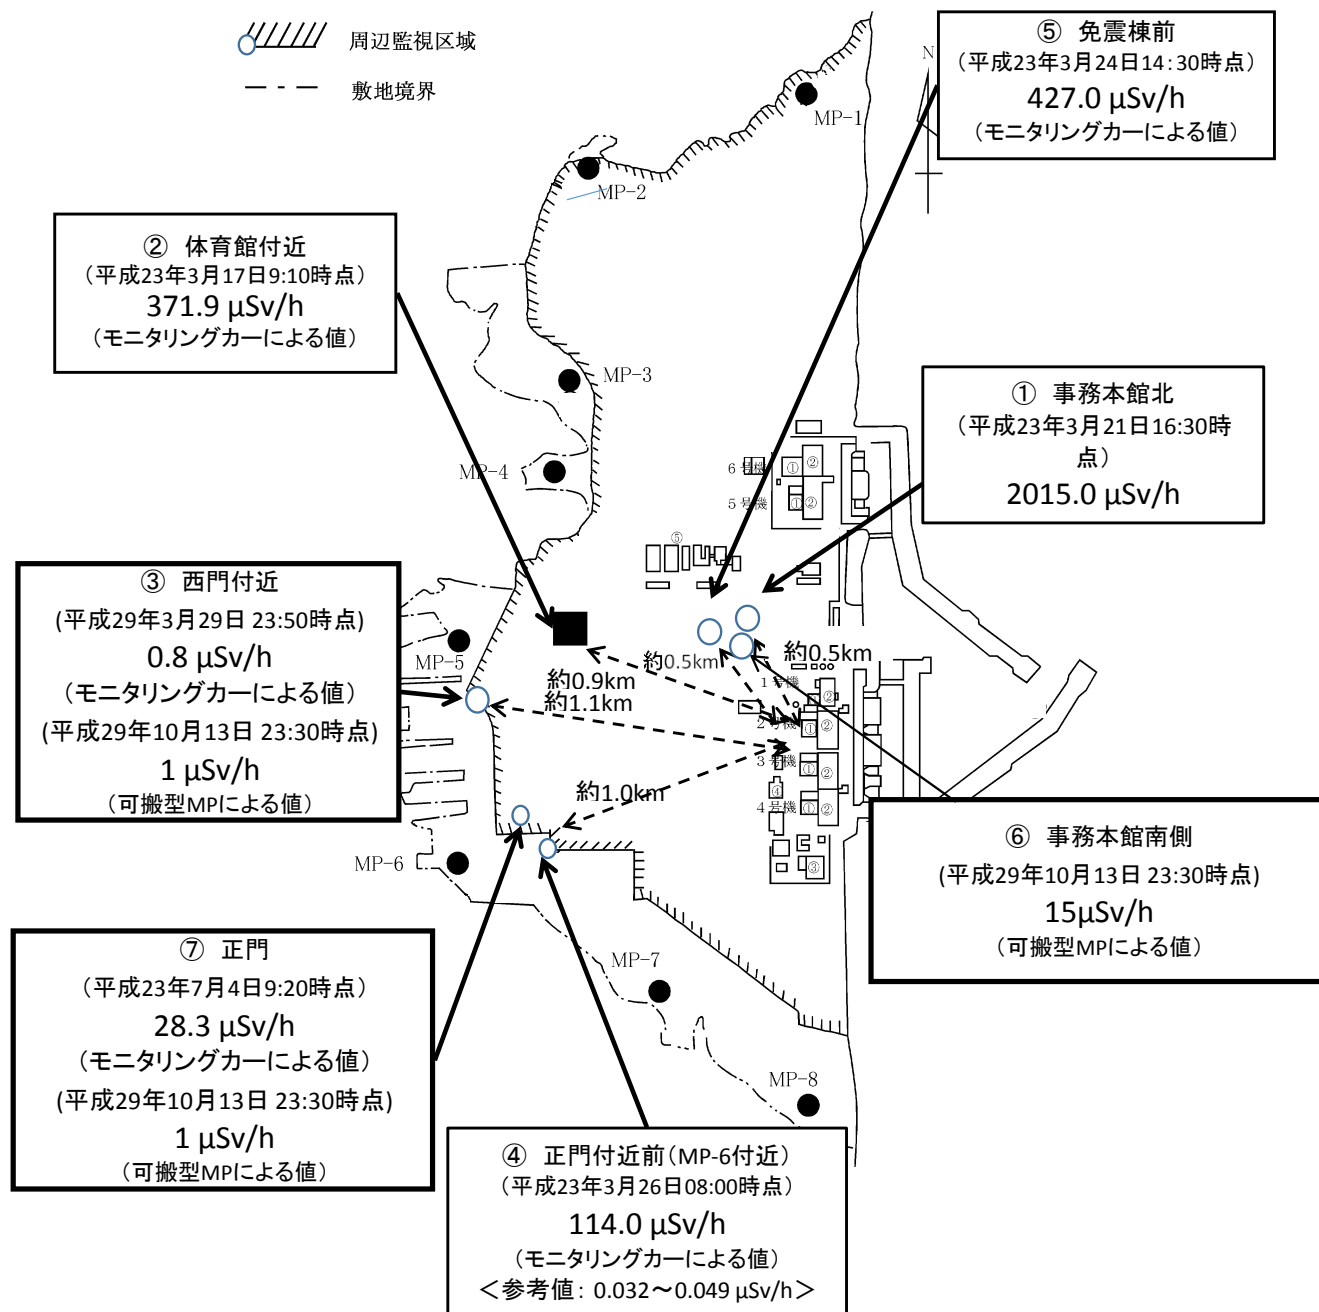 周辺監視区域
敷地境界
⑤ 免震棟前
（平成23年3月24日14：30時点）
427.0 μSv/h
（モニタリングカーによる値）
N
MP-1
MP-2
② 体育館付近
（平成23年3月17日9:10時点）
371.9 μSv/h
（モニタリングカーによる値）
MP-3
① 事務本館北
（平成23年3月21日16:30時
点）
2015.0 μSv/h
MP-4
６号機
① ②
５号機
① ②
⑤
③ 西門付近
(平成29年3月29日 23:50時点)
0.8 μSv/h
（モニタリングカーによる値）
(平成29年10月13日 23:30時点)
1 μSv/h
（可搬型MPによる値）
MP-5
約0.5km
約0.5km
約0.9km
約1.1km
１号機
②
２号機
① ②
３号機
① ②
④
４号機
① ②
③
約1.0km
MP-6
⑥ 事務本館南側
(平成29年10月13日 23:30時点)
15μSv/h
（可搬型MPによる値）
⑦ 正門
（平成23年7月4日9:20時点）
28.3 μSv/h
（モニタリングカーによる値）
(平成29年10月13日 23:30時点)
1 μSv/h
（可搬型MPによる値）
MP-7
MP-8
④ 正門付近前（MP-6付近）
（平成23年3月26日08:00時点）
114.0 μSv/h
（モニタリングカーによる値）
＜参考値： 0.032～0.049 μSv/h＞